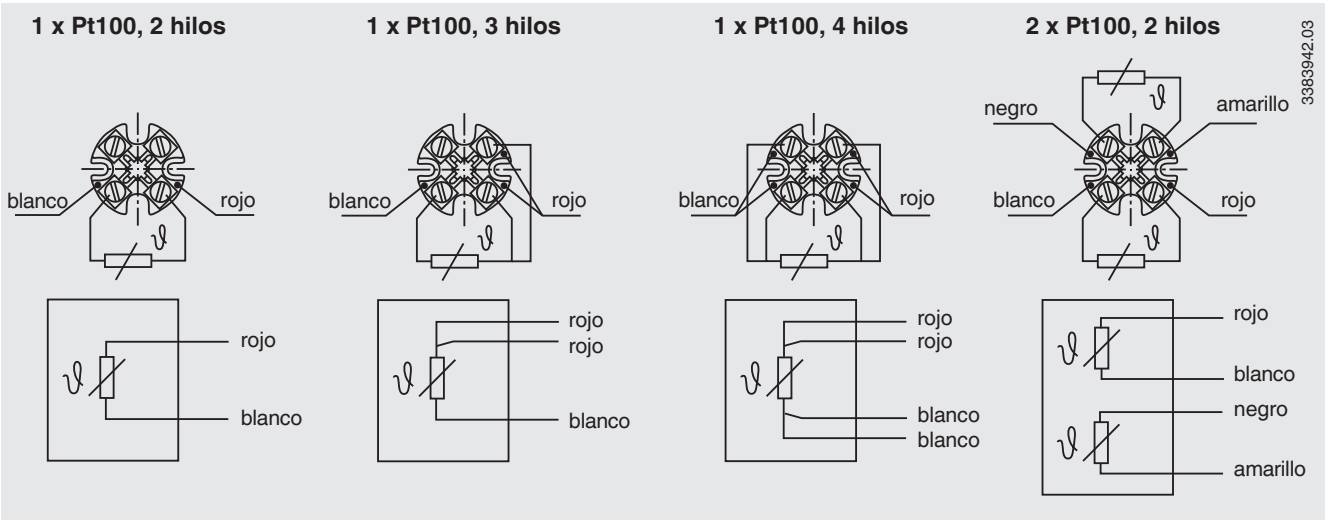 1 x Pt100, 2 hilos
blanco
rojo
ϑ
rojo
ϑ
blanco
1 x Pt100, 3 hilos
blanco
rojo
ϑ
rojo
rojo
ϑ
blanco
1 x Pt100, 4 hilos
blanco
rojo
ϑ
rojo
rojo
ϑ
blanco
blanco
2 x Pt100, 2 hilos
ϑ
negro
amarillo
blanco
rojo
ϑ
rojo
ϑ
blanco
negro
ϑ
amarillo
3383942.03